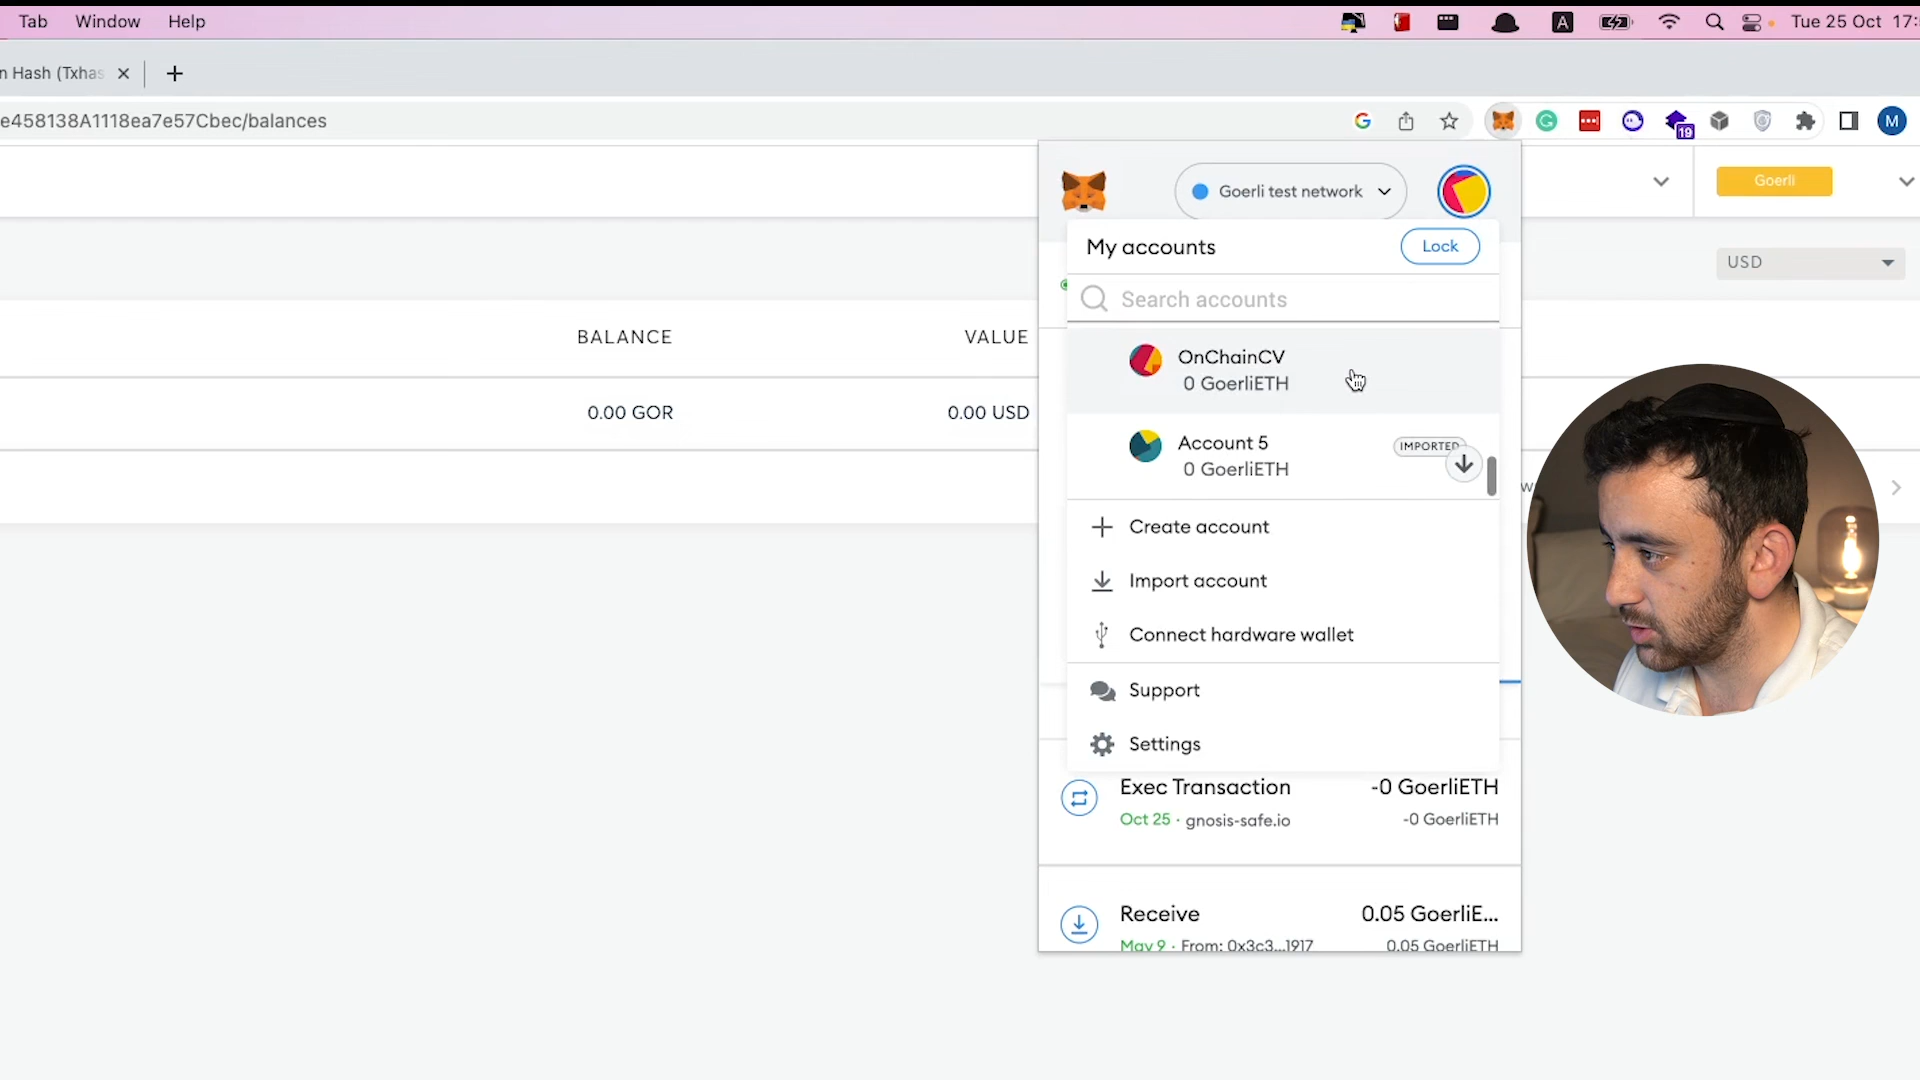 Tab Window Help
A
Tue 25 Oct 17:
n Hash (Txhas
e458138A1118ea7e57Cbec/balances
19
M
Goerli test network
Goerli
My accounts
Lock
USD
Search accounts
BALANCE VALUE
OnChainCV
0 GoerliETH
0.00 GOR 0.00 USD
Account 5
IMPORTED
0 GoerliETH
Create account
Import account
Connect hardware wallet
Support
Settings
Exec Transaction -0 GoerliETH
Oct 25 · gnosis-safe.io -0 GoerliETH
Receive 0.05 GoerliE...
May 9 · From: 0x3c3...1917 0.05 GoerliETH